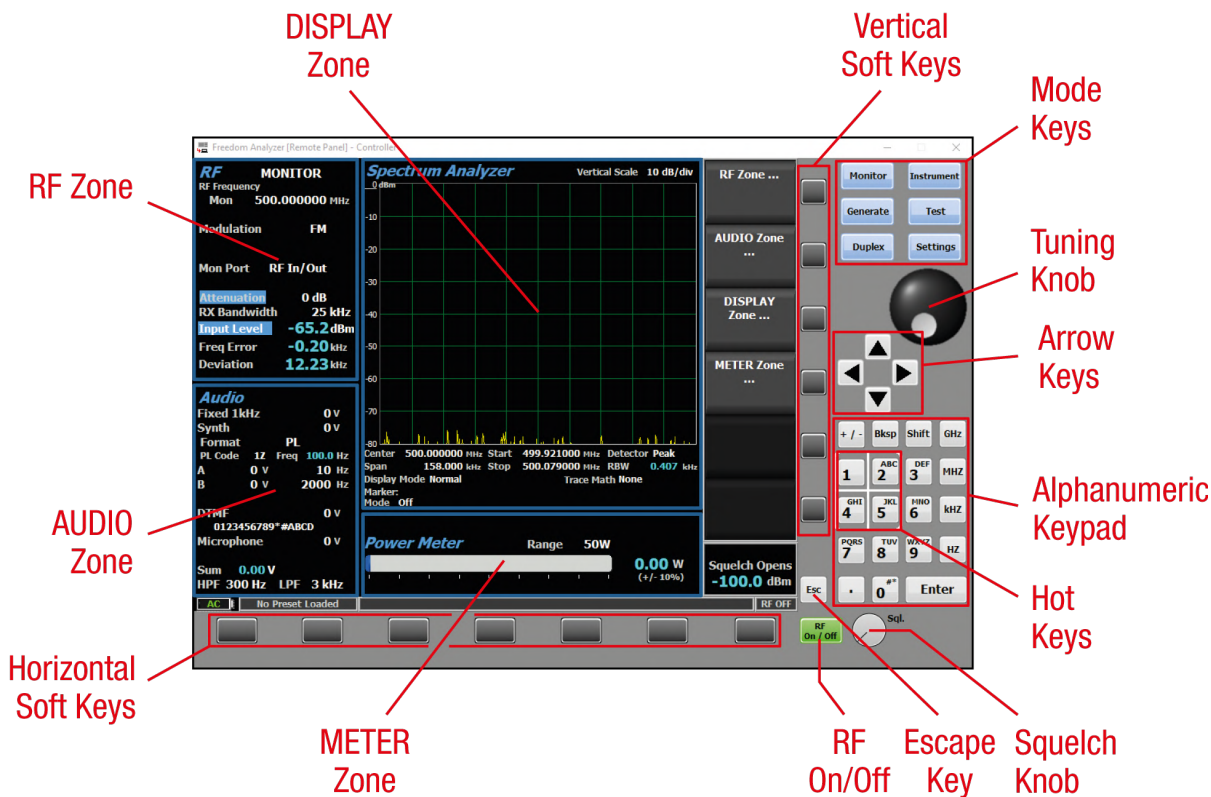 DISPLAY
Zone
Vertical
Soft Keys
Mode
Keys
RF Zone
Tuning
Knob
Arrow
Keys
AUDIO
Zone
Alphanumeric
Keypad
Hot
Keys
Horizontal
Soft Keys
METER
Zone
RF
On/Off
Escape
Key
Squelch
Knob
Freedom Analyzer [Remote Panel] - Controller
RF MONITOR
RF Frequency
Mon 500.000000 MHz
Modulation FM
Mon Port RF In/Out
Attenuation 0 dB
RX Bandwidth 25 kHz
Input Level -65.2 dBm
Freq Error -0.20 kHz
Deviation 12.23 kHz
Audio
Fixed 1kHz 0 V
Synth 0 V
Format PL
PL Code 1Z Freq 100.0 Hz
A 0 V 10 Hz
B 0 V 2000 Hz
DTMF 0 V
0123456789*#ABCD
Microphone 0 V
Sum 0.00 V
HPF 300 Hz LPF 3 kHz
AC No Preset Loaded RF OFF
Spectrum Analyzer Vertical Scale 10 dB/div
0 dBm
-10
-20
-30
-40
-50
-60
-70
-80
Center 500.000000 MHz Start 499.921000 MHz Detector Peak
Span 158.000 kHz Stop 500.079000 MHz RBW 0.407 kHz
Display Mode Normal Trace Math None
Marker:
Mode Off
Power Meter Range 50W
0.00 W
(+/- 10%)
RF Zone ...
AUDIO Zone
...
DISPLAY
Zone ...
METER Zone
...
Squelch Opens
-100.0 dBm
Monitor Instrument
Generate Test
Duplex Settings
+ / - Bksp Shift GHz
1 ABC 2 DEF 3 MHZ
GHI 4 JKL 5 MNO 6 kHZ
PQRS 7 TUV 8 WXYZ 9 HZ
. 0 #* Enter
Esc
RF
On / Off
Sql.